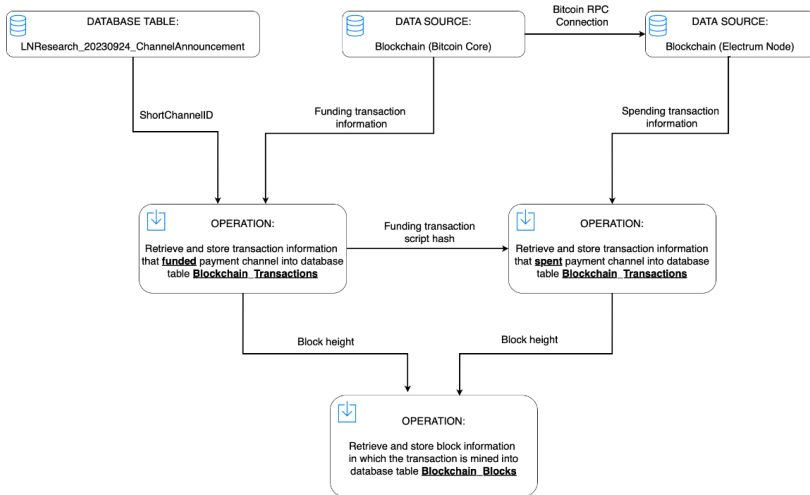 DATABASE TABLE:
LNResearch_20230924_ChannelAnnouncement
DATA SOURCE:
Blockchain (Bitcoin Core)
Bitcoin RPC
Connection
DATA SOURCE:
Blockchain (Electrum Node)
ShortChannelID
Funding transaction
information
Spending transaction
information
OPERATION:
Retrieve and store transaction information
that funded payment channel into database
table Blockchain_Transactions
Funding transaction
script hash
OPERATION:
Retrieve and store transaction information
that spent payment channel into database
table Blockchain_Transactions
Block height
Block height
OPERATION:
Retrieve and store block information
in which the transaction is mined into
database table Blockchain_Blocks